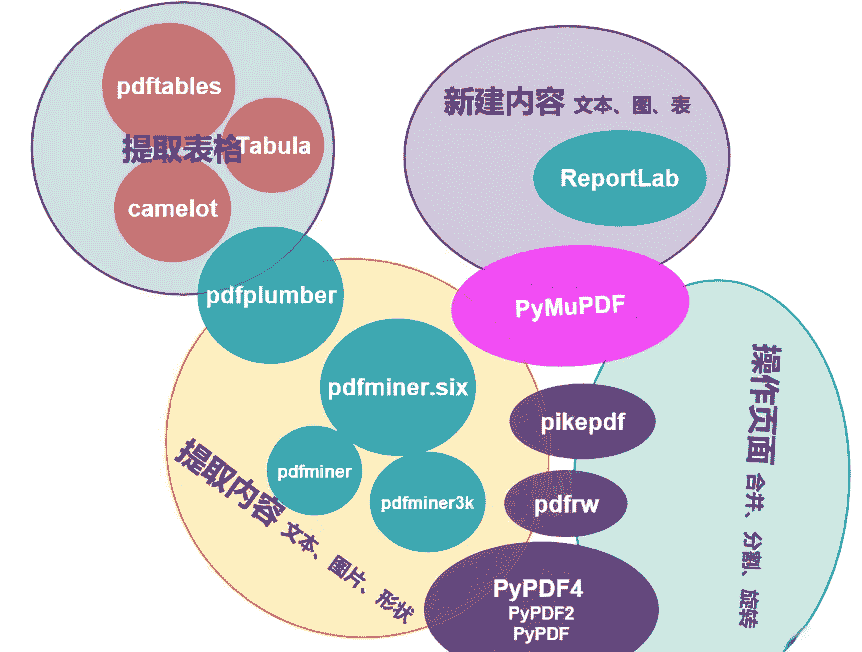 pdftables
提取表格
Tabula
camelot
新建内容 文本、图、表
ReportLab
pdfplumber
PyMuPDF
pdfminer.six
pikepdf
pdfminer
pdfminer3k
pdfrw
提取内容 文本、图片、形状
操作页面 合并、分割、旋转
PyPDF4
PyPDF2
PyPDF